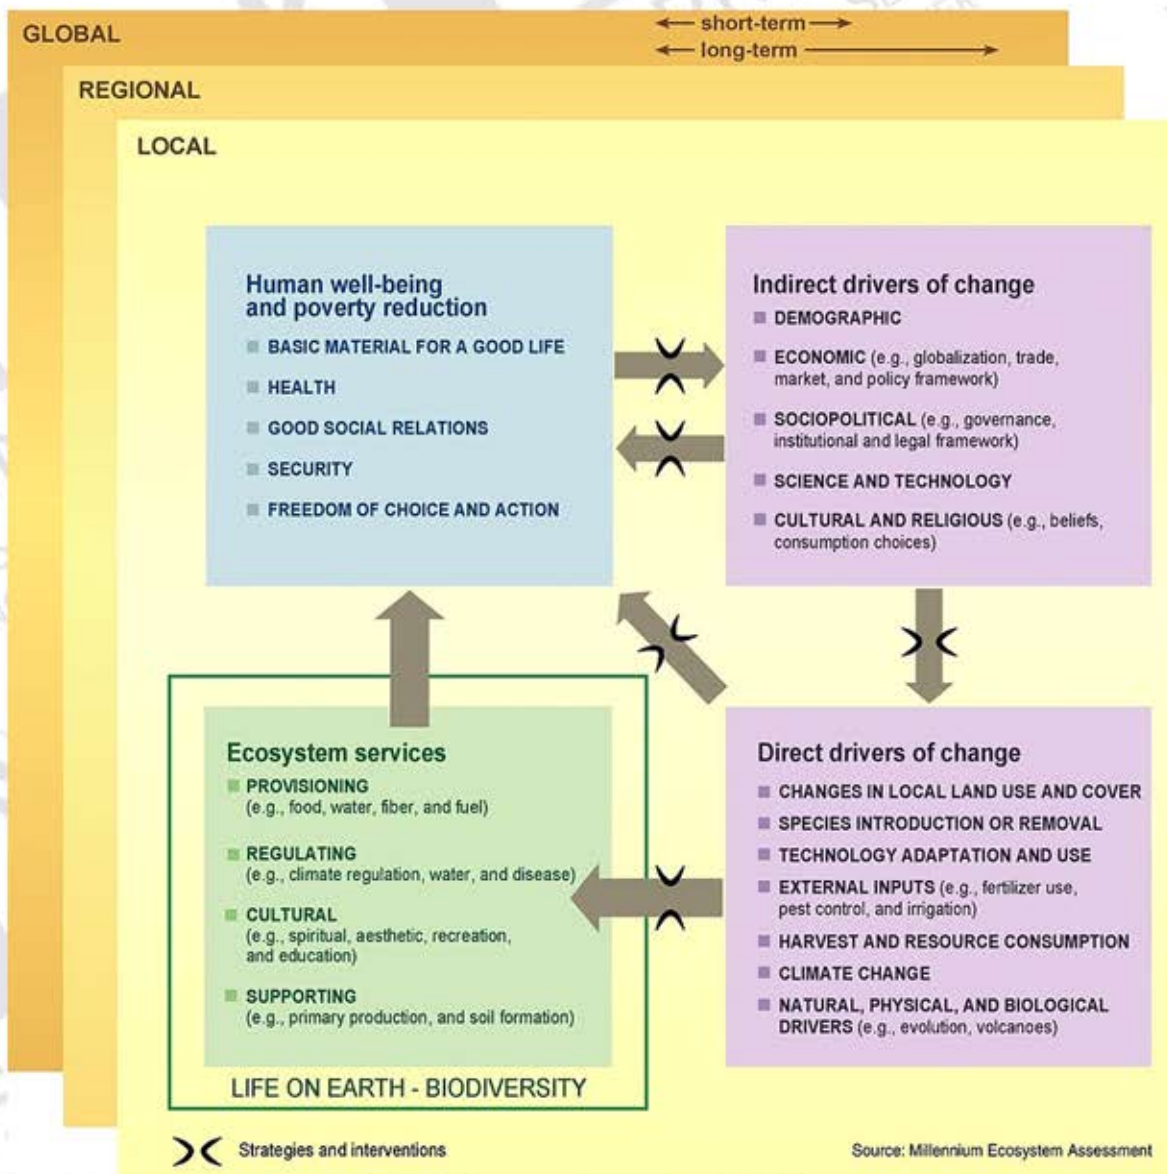 GLOBAL
short-term
long-term
REGIONAL
LOCAL
Human well-being
and poverty reduction
BASIC MATERIAL FOR A GOOD LIFE
HEALTH
GOOD SOCIAL RELATIONS
SECURITY
FREEDOM OF CHOICE AND ACTION
Indirect drivers of change
DEMOGRAPHIC
ECONOMIC (e.g., globalization, trade,
market, and policy framework)
SOCIOPOLITICAL (e.g., governance,
institutional and legal framework)
SCIENCE AND TECHNOLOGY
CULTURAL AND RELIGIOUS (e.g., beliefs,
consumption choices)
Ecosystem services
PROVISIONING
(e.g., food, water, fiber, and fuel)
REGULATING
(e.g., climate regulation, water, and disease)
CULTURAL
(e.g., spiritual, aesthetic, recreation,
and education)
SUPPORTING
(e.g., primary production, and soil formation)
LIFE ON EARTH - BIODIVERSITY
Direct drivers of change
CHANGES IN LOCAL LAND USE AND COVER
SPECIES INTRODUCTION OR REMOVAL
TECHNOLOGY ADAPTATION AND USE
EXTERNAL INPUTS (e.g., fertilizer use,
pest control, and irrigation)
HARVEST AND RESOURCE CONSUMPTION
CLIMATE CHANGE
NATURAL, PHYSICAL, AND BIOLOGICAL
DRIVERS (e.g., evolution, volcanoes)
Strategies and interventions
Source: Millennium Ecosystem Assessment